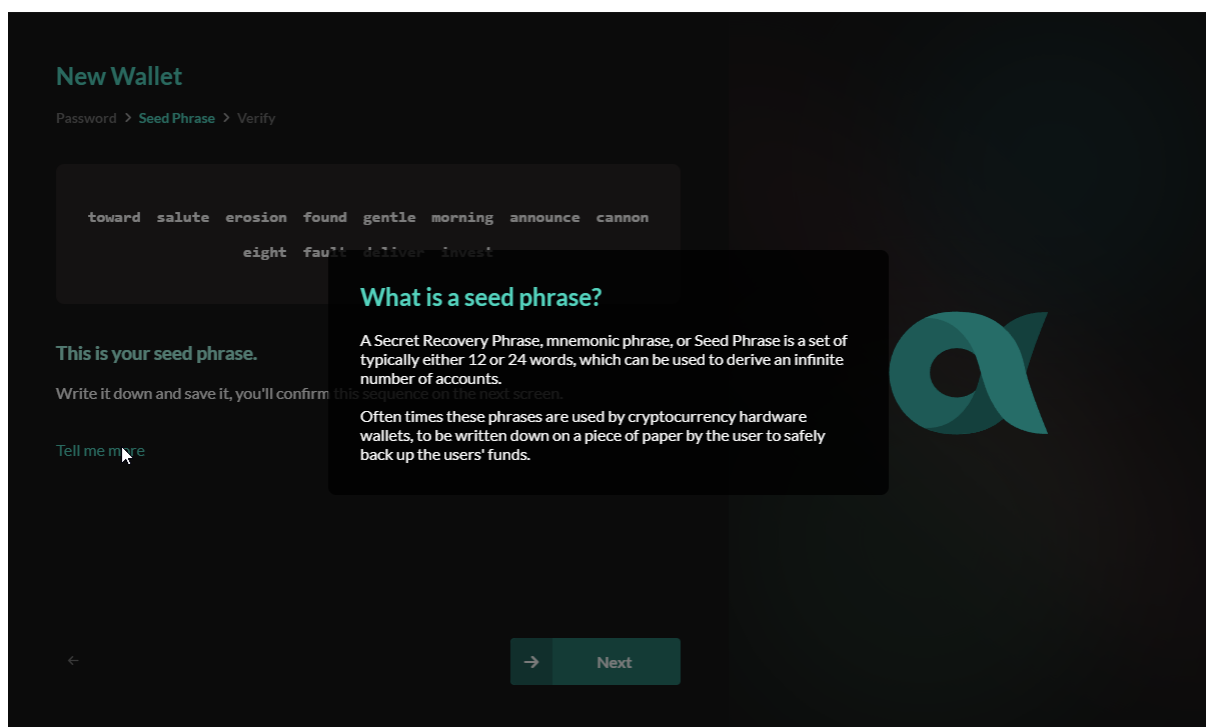 New Wallet
Password > Seed Phrase > Verify
toward salute erosion found gentle morning announce cannon
eight fault deliver invest
What is a seed phrase?
A Secret Recovery Phrase, mnemonic phrase, or Seed Phrase is a set of
typically either 12 or 24 words, which can be used to derive an infinite
number of accounts.
Often times these phrases are used by cryptocurrency hardware
wallets, to be written down on a piece of paper by the user to safely
back up the users' funds.
This is your seed phrase.
Write it down and save it, you'll confirm this sequence on the next screen.
Tell me more
Next